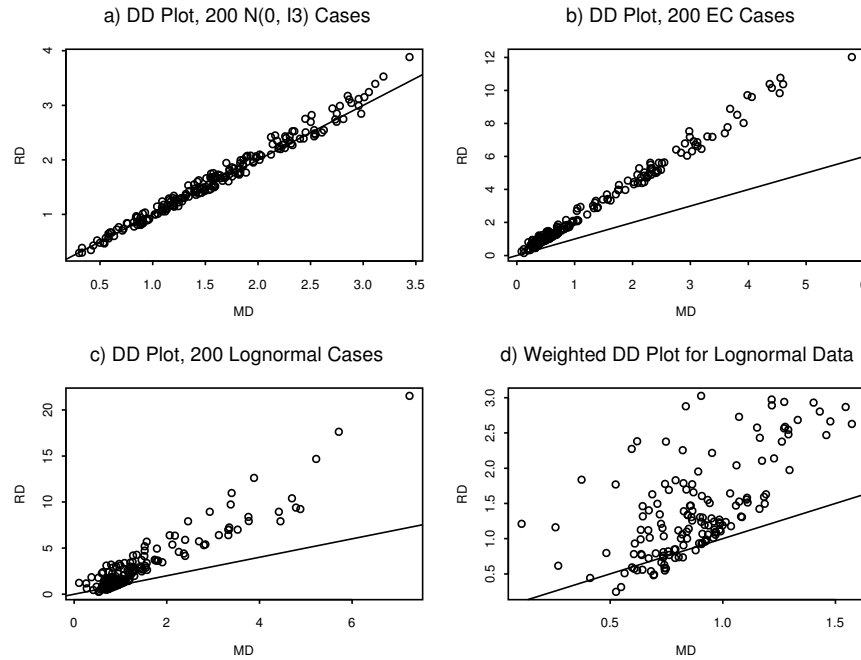 a) DD Plot, 200 N(0, I3) Cases
RD
4
3
2
1
0.5 1.0 1.5 2.0 2.5 3.0 3.5
MD
b) DD Plot, 200 EC Cases
RD
12
10
8
6
4
2
0
0 1 2 3 4 5 6
MD
c) DD Plot, 200 Lognormal Cases
RD
20
15
10
5
0
0 2 4 6
MD
d) Weighted DD Plot for Lognormal Data
RD
3.0
2.5
2.0
1.5
1.0
0.5
0.5 1.0 1.5
MD